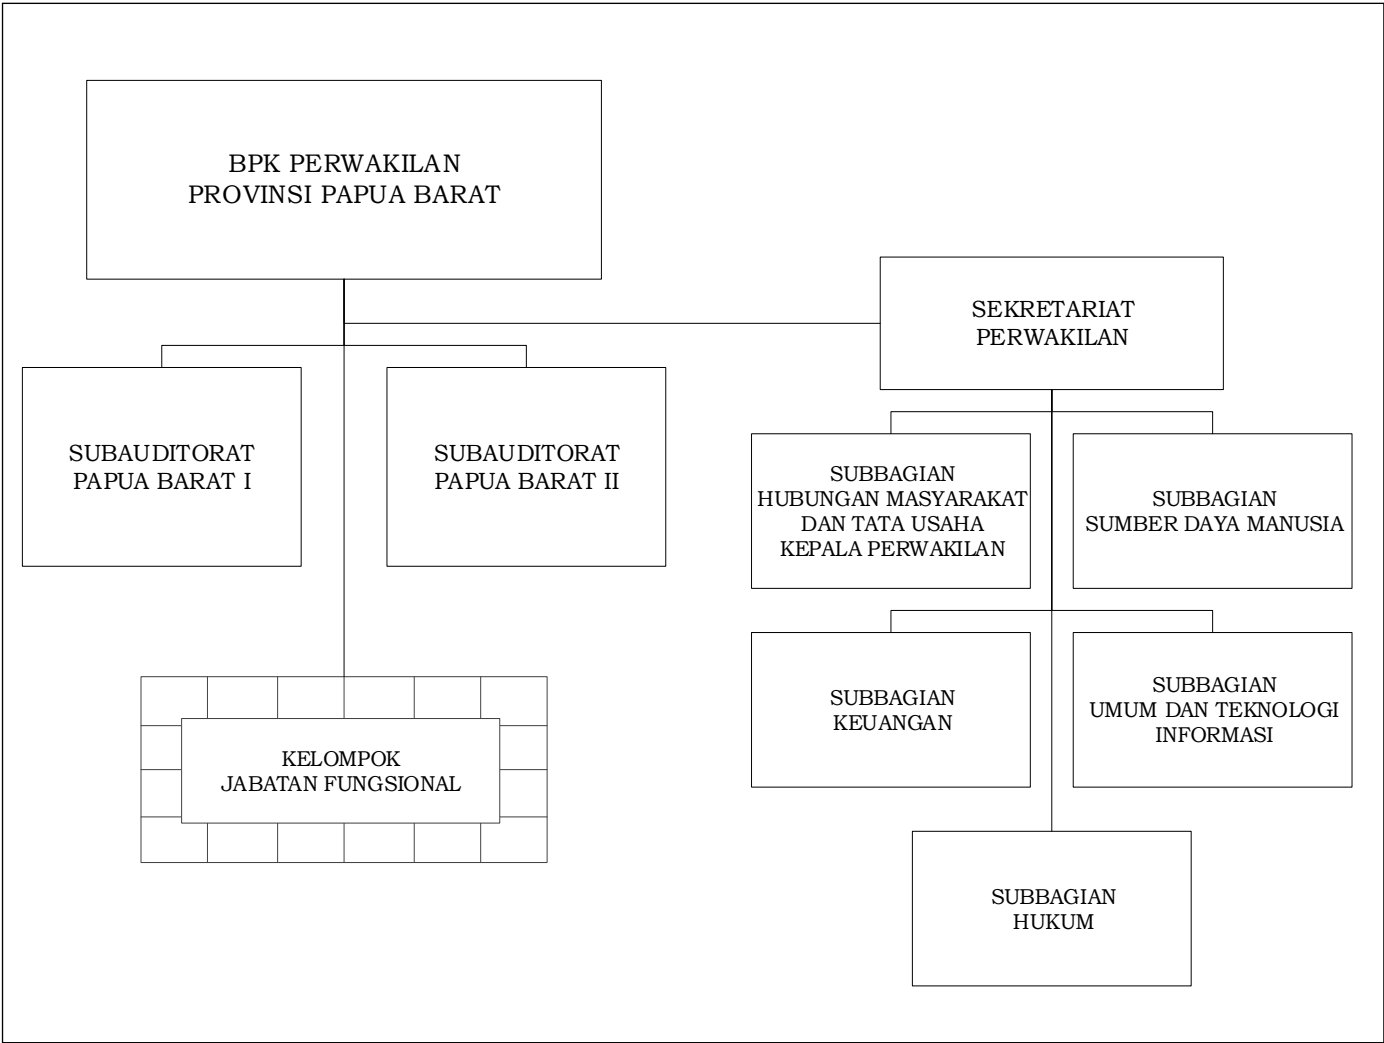 BPK PERWAKILAN
PROVINSI PAPUA BARAT
SEKRETARIAT
PERWAKILAN
SUBAUDITORAT
PAPUA BARAT I
SUBAUDITORAT
PAPUA BARAT II
SUBBAGIAN
HUBUNGAN MASYARAKAT
DAN TATA USAHA
KEPALA PERWAKILAN
SUBBAGIAN
SUMBER DAYA MANUSIA
SUBBAGIAN
KEUANGAN
SUBBAGIAN
UMUM DAN TEKNOLOGI
INFORMASI
KELOMPOK
JABATAN FUNGSIONAL
SUBBAGIAN
HUKUM